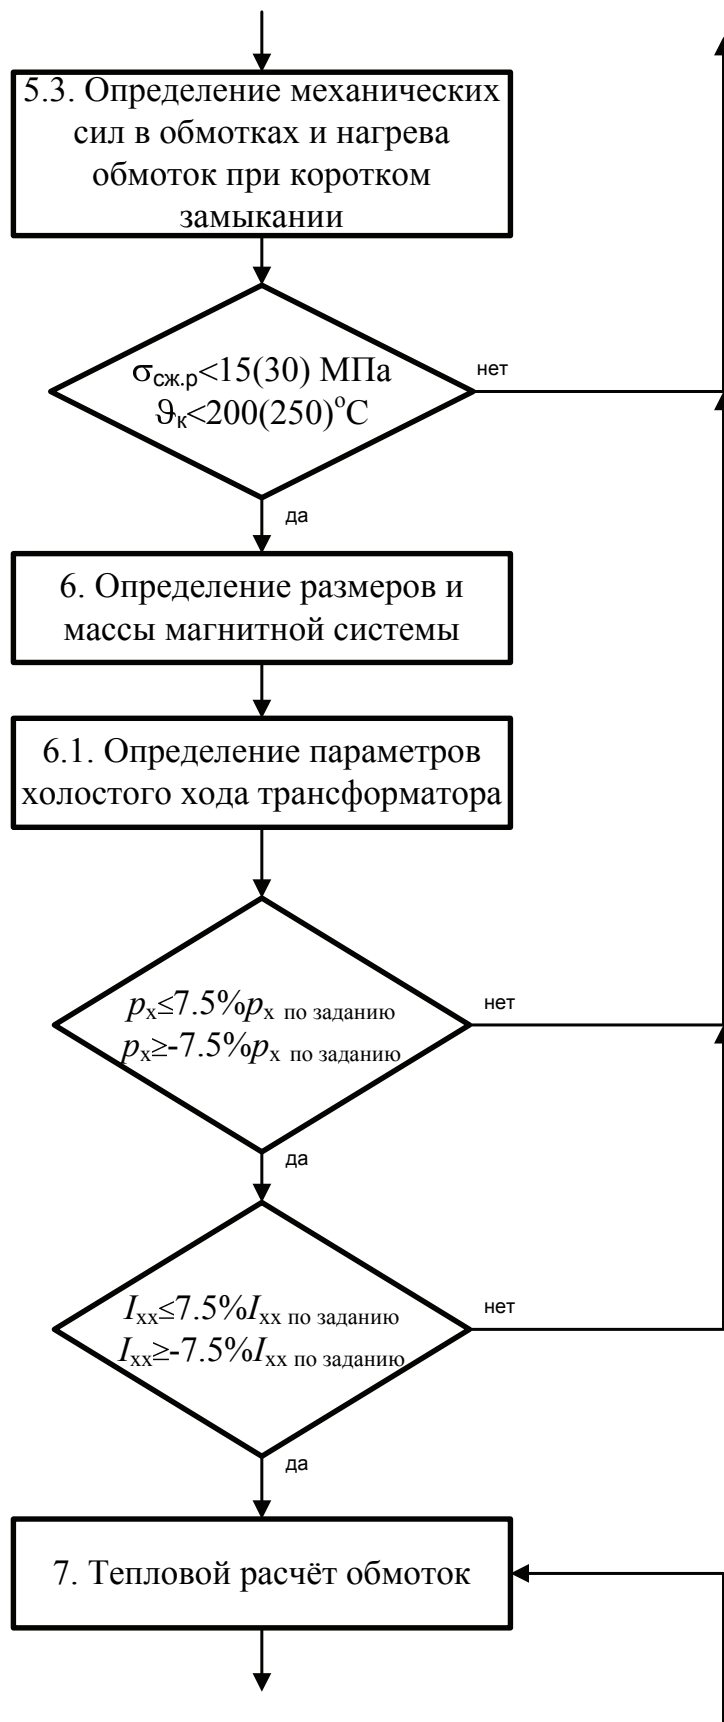 5.3. Определение механических
сил в обмотках и нагрева
обмоток при коротком
замыкании
σсж.р<15(30) МПа
ϑк<200(250)°С
нет
да
6. Определение размеров и
массы магнитной системы
6.1. Определение параметров
холостого хода трансформатора
pх≤7.5%pх по заданию
pх≥-7.5%pх по заданию
нет
да
Iхх≤7.5%Iхх по заданию
Iхх≥-7.5%Iхх по заданию
нет
да
7. Тепловой расчёт обмоток